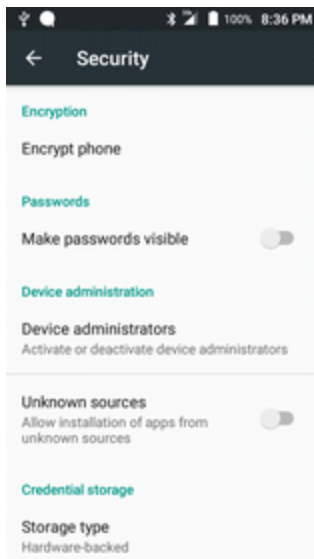 100% 8:36 PM
Security
Encryption
Encrypt phone
Passwords
Make passwords visible
Device administration
Device administrators
Activate or deactivate device administrators
Unknown sources
Allow installation of apps from
unknown sources
Credential storage
Storage type
Hardware-backed